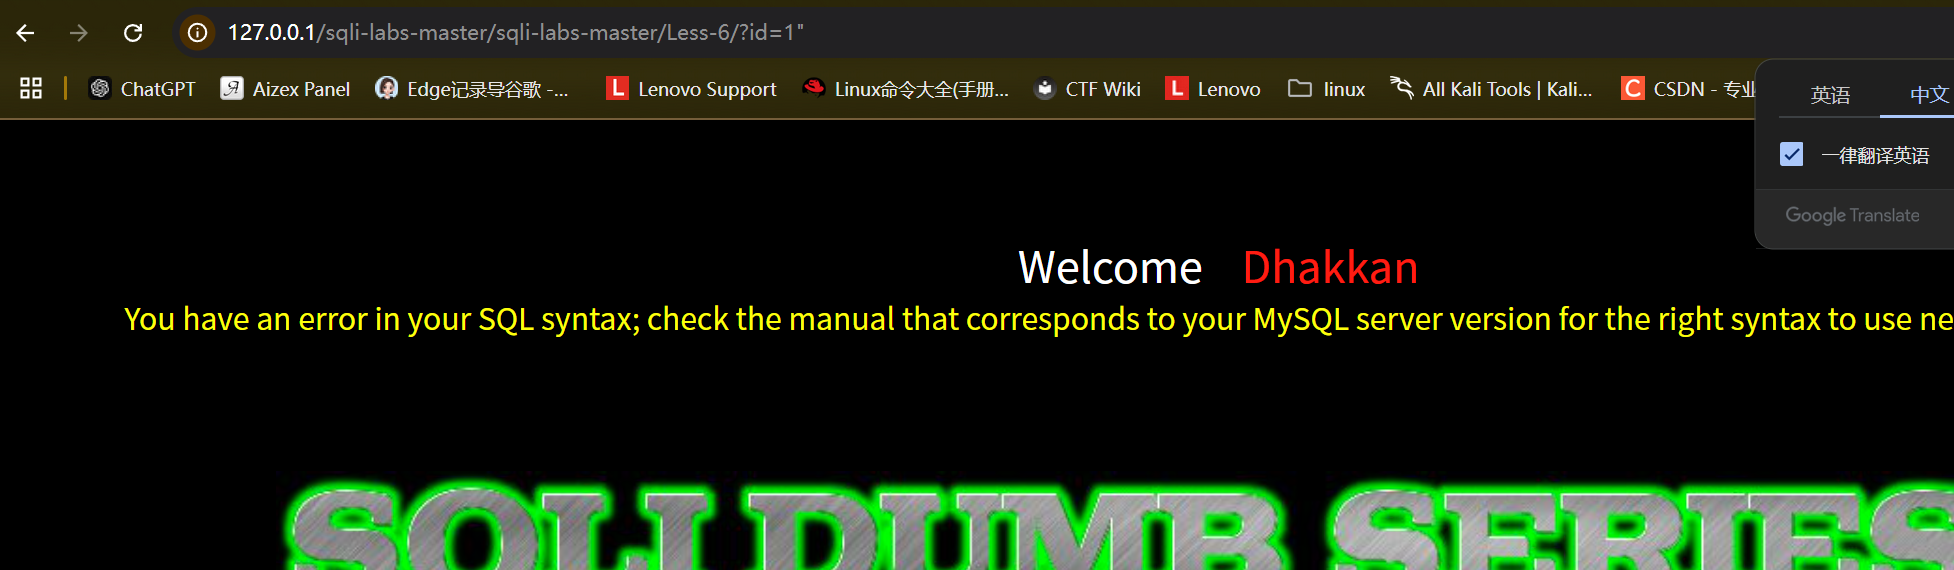 127.0.0.1/sqli-labs-master/sqli-labs-master/Less-6/?id=1"
ChatGPT Aizex Panel Edge记录导谷歌 -... Lenovo Support Linux命令大全(手册... CTF Wiki Lenovo linux All Kali Tools | Kali... CSDN - 专业
英语 中文
一律翻译英语
Google Translate
Welcome Dhakkan
You have an error in your SQL syntax; check the manual that corresponds to your MySQL server version for the right syntax to use ne
SQLI DUMB SERIES